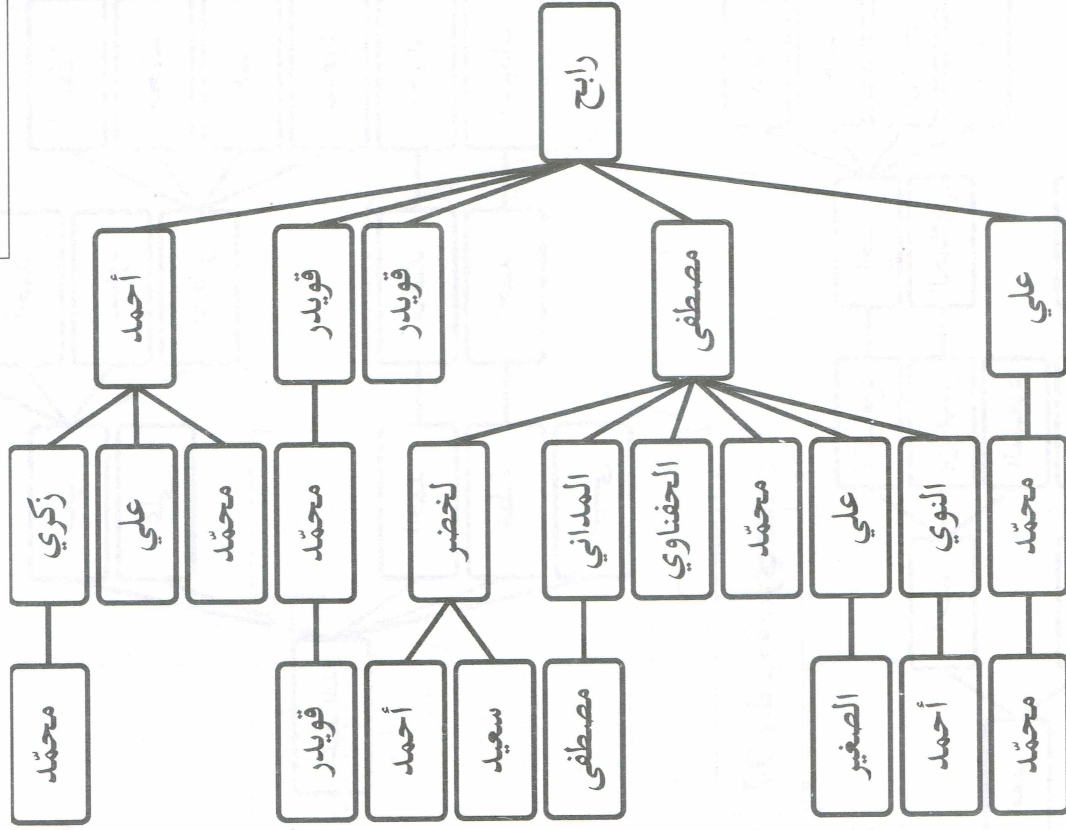 رابح
علي
مصطفى
قويدر
قويدر
أحمد
محمّد
النوي
علي
محمّد
الحفناوي
المداني
لخضر
محمّد
محمّد
علي
زكري
محمّد
أحمد
الصغير
مصطفى
سعيد
أحمد
قويدر
محمّد